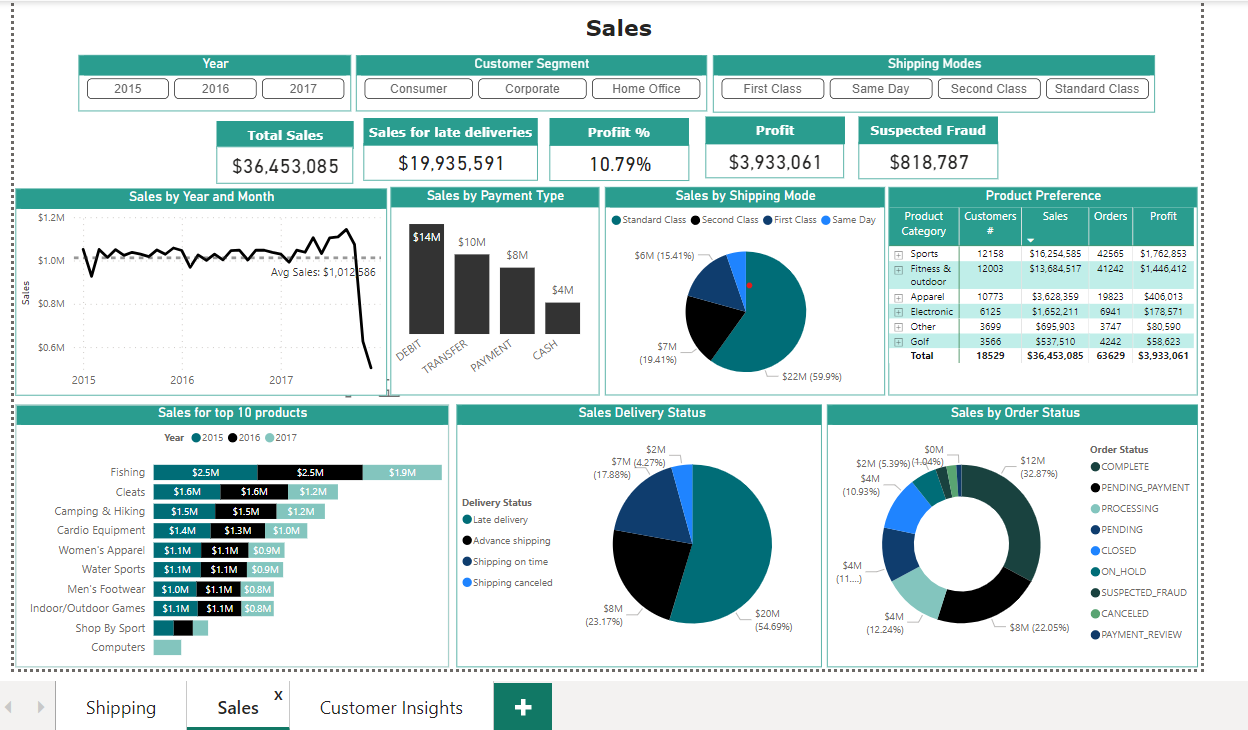 Sales
Year
2015 2016 2017
Customer Segment
Consumer Corporate Home Office
Shipping Modes
First Class Same Day Second Class Standard Class
Total Sales
$36,453,085
Sales for late deliveries
$19,935,591
Profiit %
10.79%
Profit
$3,933,061
Suspected Fraud
$818,787
Sales by Year and Month
$1.2M
$1.0M
$0.8M
$0.6M
Sales
Avg Sales: $1,012,586
2015 2016 2017
Sales by Payment Type
$14M
$10M
$8M
$4M
DEBIT
TRANSFER
PAYMENT
CASH
Sales by Shipping Mode
Standard Class Second Class First Class Same Day
$6M (15.41%)
$7M
(19.41%)
$22M (59.9%)
Product Preference
Product Category Customers # Sales Orders Profit
Sports 12158 $16,254,585 42565 $1,762,853
Fitness & outdoor 12003 $13,684,517 41242 $1,446,412
Apparel 10773 $3,628,359 19823 $406,013
Electronic 6125 $1,652,211 6941 $178,571
Other 3699 $695,903 3747 $80,590
Golf 3566 $537,510 4242 $58,623
Total 18529 $36,453,085 63629 $3,933,061
Sales for top 10 products
Year 2015 2016 2017
Fishing $2.5M $2.5M $1.9M
Cleats $1.6M $1.6M $1.2M
Camping & Hiking $1.5M $1.5M $1.2M
Cardio Equipment $1.4M $1.3M $1.0M
Women's Apparel $1.1M $1.1M $0.9M
Water Sports $1.1M $1.1M $0.9M
Men's Footwear $1.0M $1.1M $0.8M
Indoor/Outdoor Games $1.1M $1.1M $0.8M
Shop By Sport
Computers
Sales Delivery Status
Delivery Status
Late delivery
Advance shipping
Shipping on time
Shipping canceled
$2M
(4.27%)
$7M
(17.88%)
$8M
(23.17%)
$20M
(54.69%)
Sales by Order Status
$0M
(1.04%)
$2M (5.39%)
$4M
(10.93%)
$4M
(11....)
$4M
(12.24%)
$8M (22.05%)
$12M
(32.87%)
Order Status
COMPLETE
PENDING_PAYMENT
PROCESSING
PENDING
CLOSED
ON_HOLD
SUSPECTED_FRAUD
CANCELED
PAYMENT_REVIEW
Shipping Sales x Customer Insights +